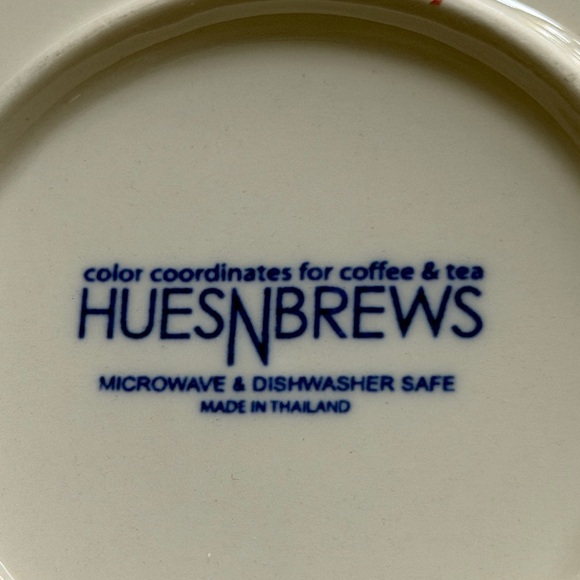 color coordinates for coffee & tea
HUESNBREWS
MICROWAVE & DISHWASHER SAFE
MADE IN THAILAND